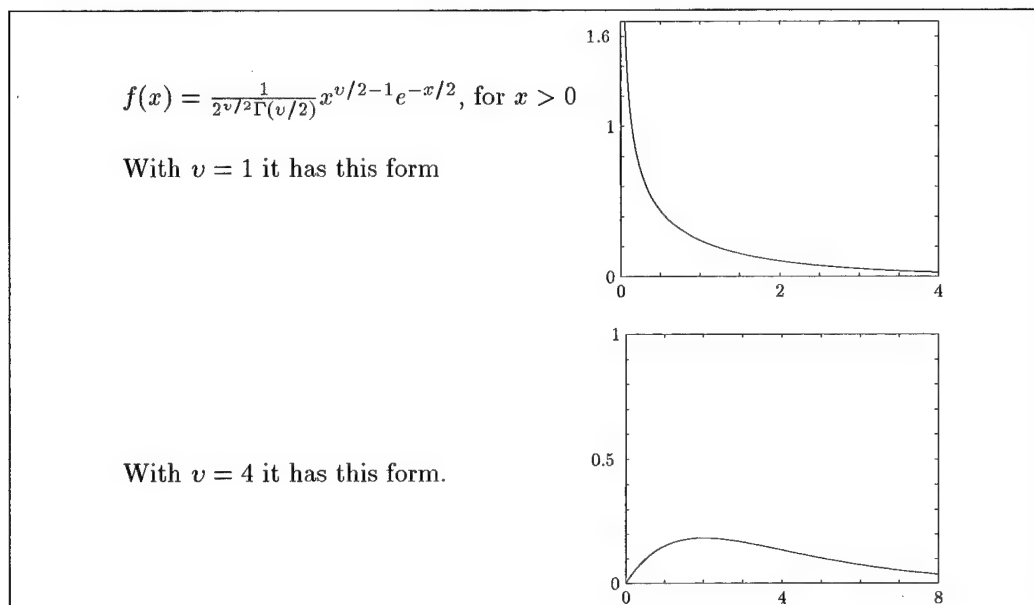 f(x) = \frac{1}{2^{υ/2}Γ(υ/2)} x^{υ/2−1} e^{−x/2}, for x > 0
With υ = 1 it has this form
1.6
1
0
0 2 4
With υ = 4 it has this form.
1
0.5
0
0 4 8